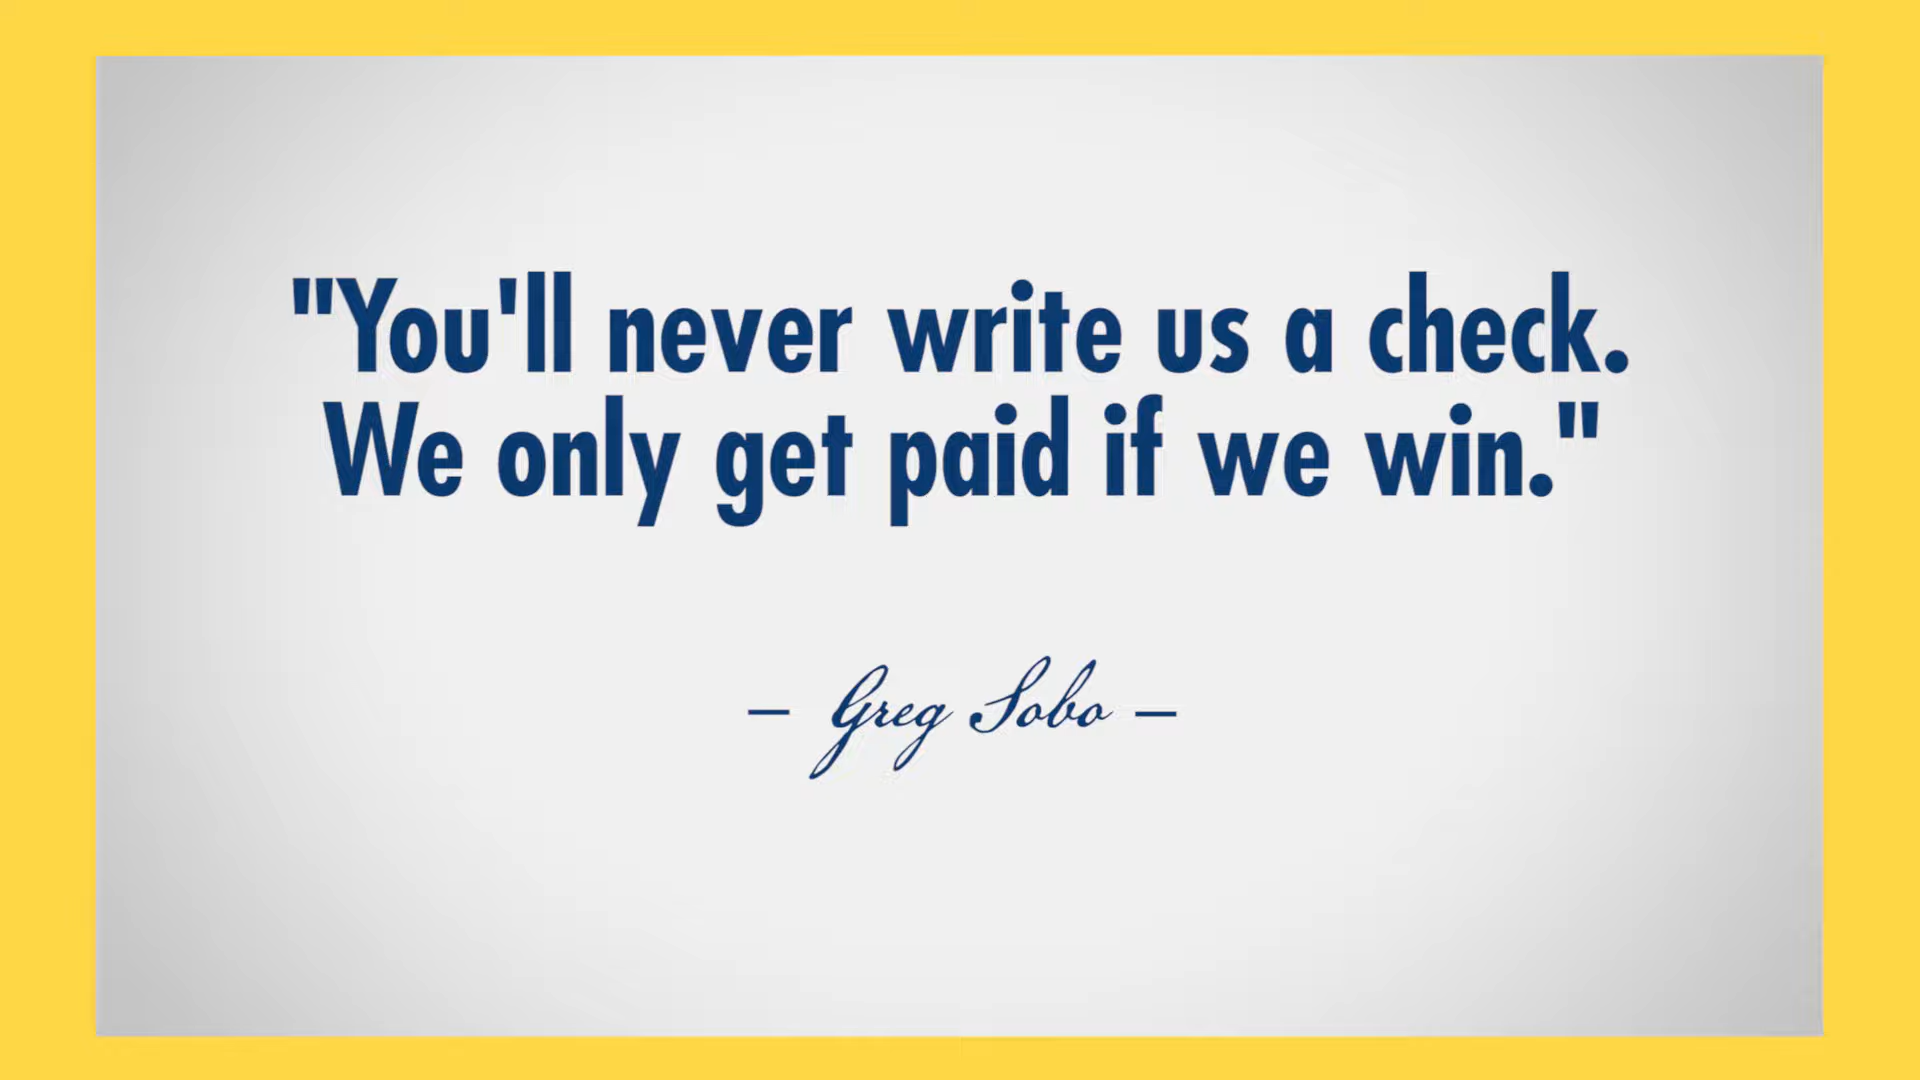 "You'll never write us a check.
We only get paid if we win."
– Greg Sobo –